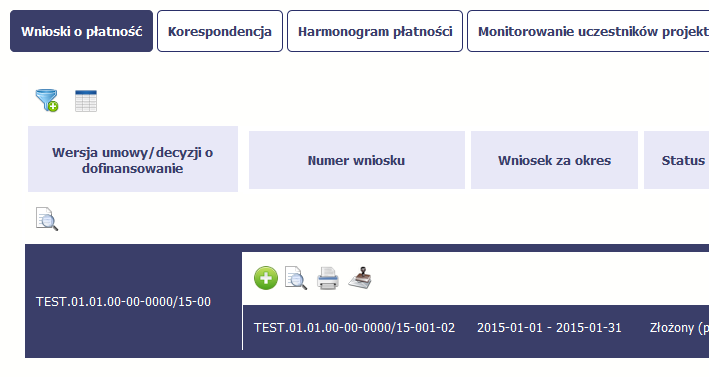 Wnioski o płatność Korespondencja Harmonogram płatności Monitorowanie uczestników projekt
Wersja umowy/decyzji o
dofinansowanie
Numer wniosku Wniosek za okres Status
TEST.01.01.00-00-0000/15-00
TEST.01.01.00-00-0000/15-001-02 2015-01-01 - 2015-01-31 Złożony (p